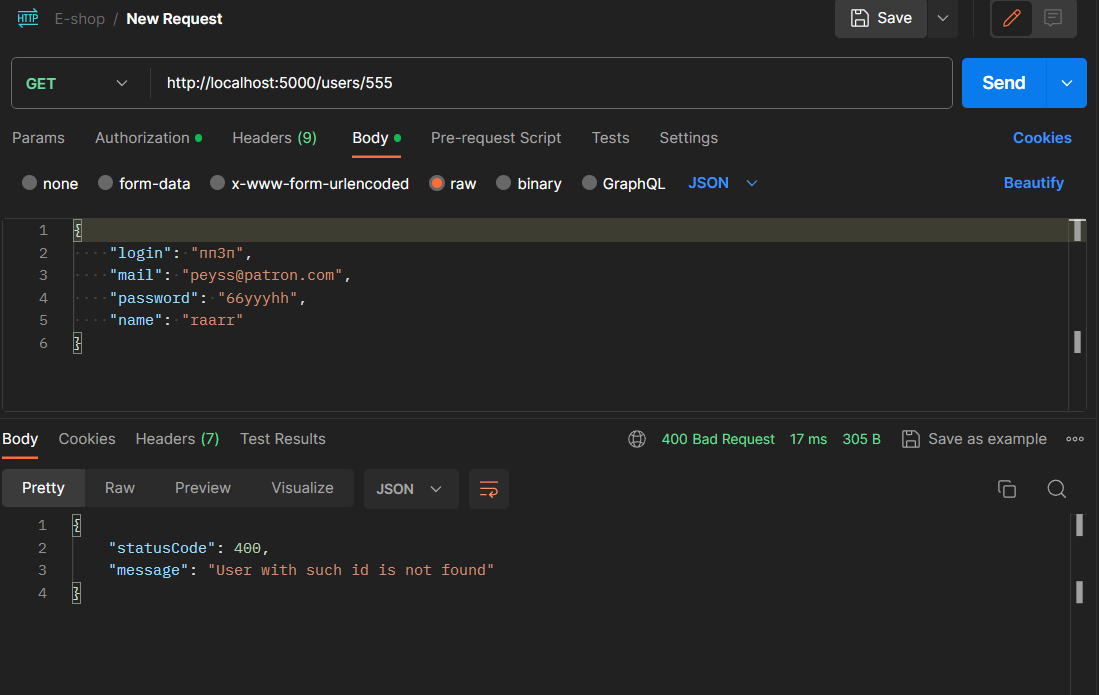 HTTP E-shop / New Request Save
GET http://localhost:5000/users/555 Send
Params Authorization Headers (9) Body Pre-request Script Tests Settings Cookies
none form-data x-www-form-urlencoded raw binary GraphQL JSON Beautify
1 {
2 "login": "пп3п",
3 "mail": "peyss@patron.com",
4 "password": "66yyyhh",
5 "name": "raarr"
6 }
Body Cookies Headers (7) Test Results 400 Bad Request 17 ms 305 B Save as example
Pretty Raw Preview Visualize JSON
1 {
2 "statusCode": 400,
3 "message": "User with such id is not found"
4 }